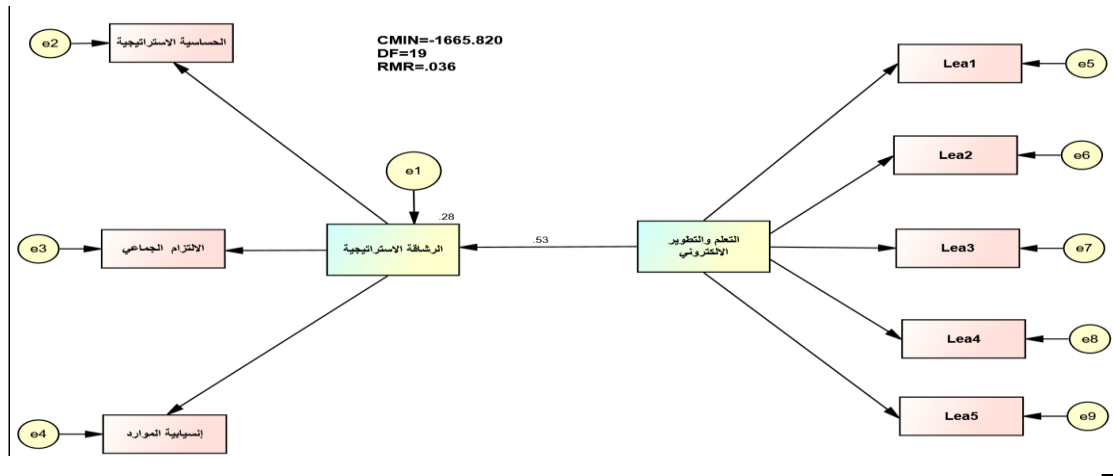 e2
الحساسية الاستراتيجية
CMIN=-1665.820
DF=19
RMR=.036
Lea1
e5
Lea2
e6
e1
.28
e3
الالتزام الجماعي
الرشاقة الاستراتيجية
.53
التعلم والتطوير
الالكتروني
Lea3
e7
Lea4
e8
e4
إنسيابية الموارد
Lea5
e9